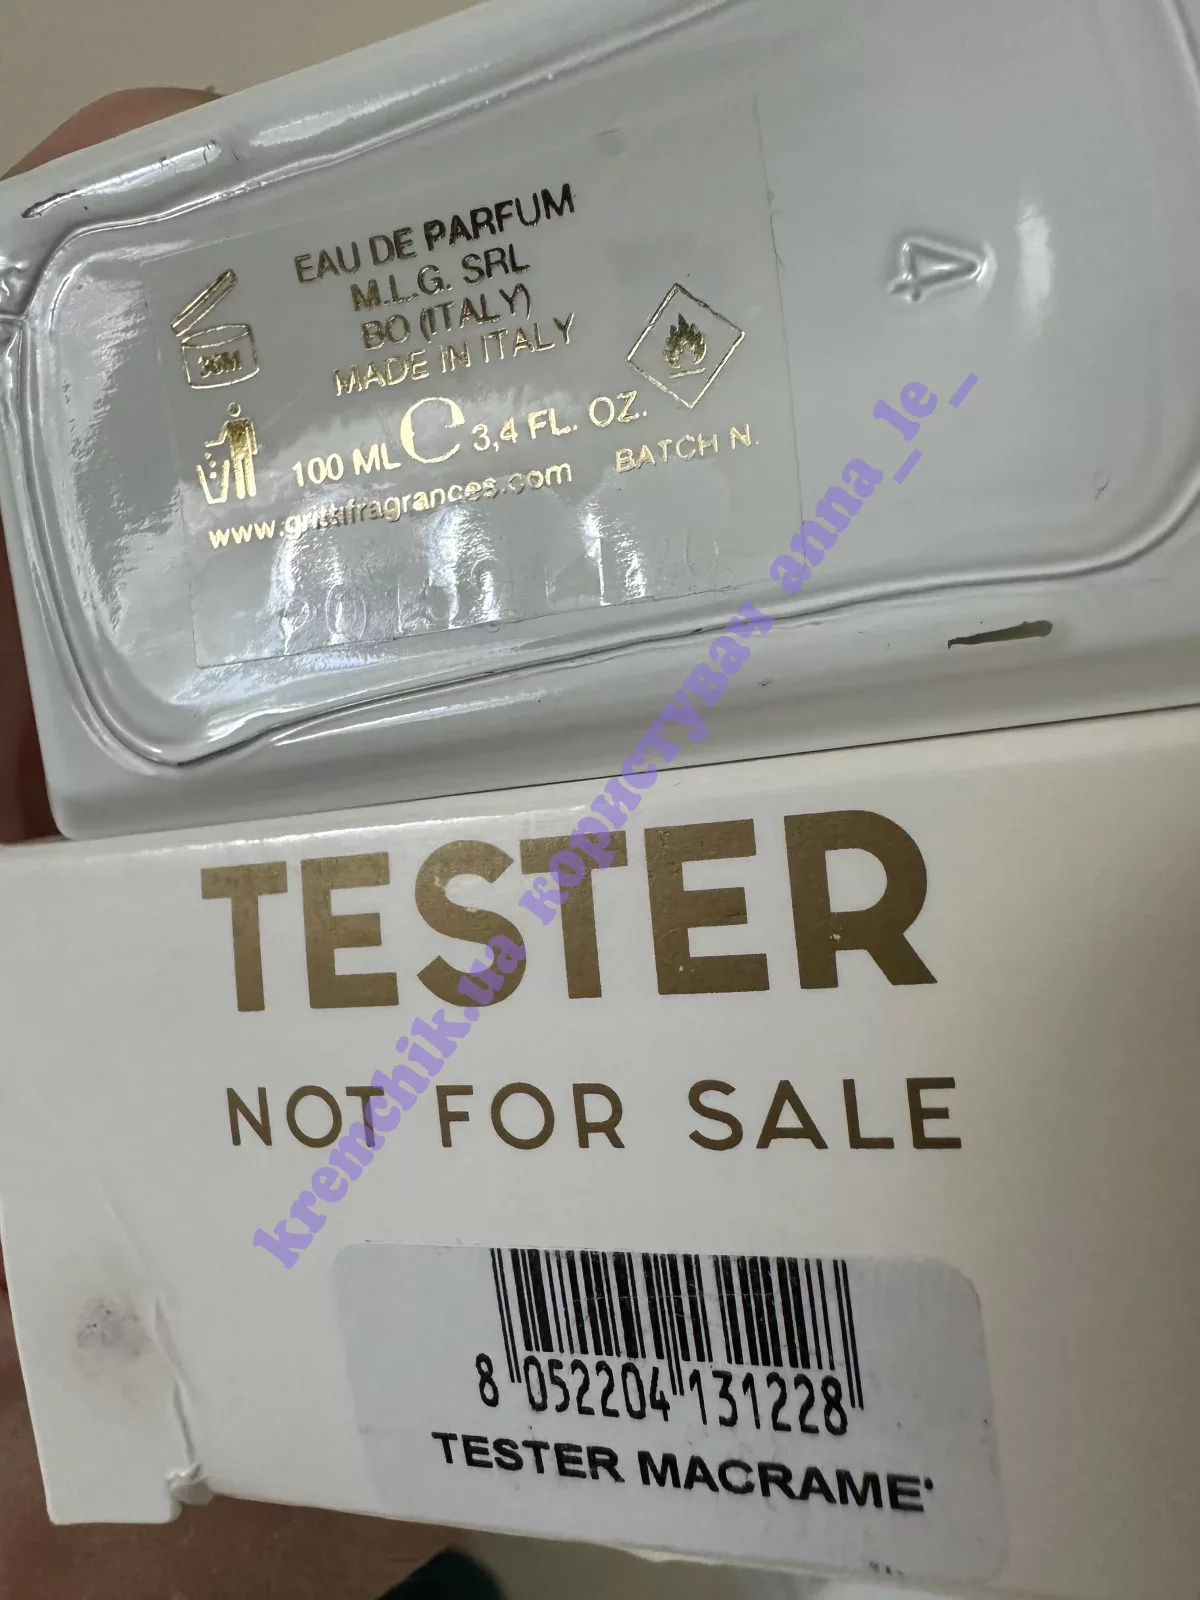 EAU DE PARFUM
M.L.G. SRL
BO (ITALY)
MADE IN ITALY
36M
100 ML e 3,4 FL. OZ.
BATCH N.
www.grittifragrances.com
4
TESTER
NOT FOR SALE
8 052204 131228
TESTER MACRAME'
kremchik.ua користувач anna_le_